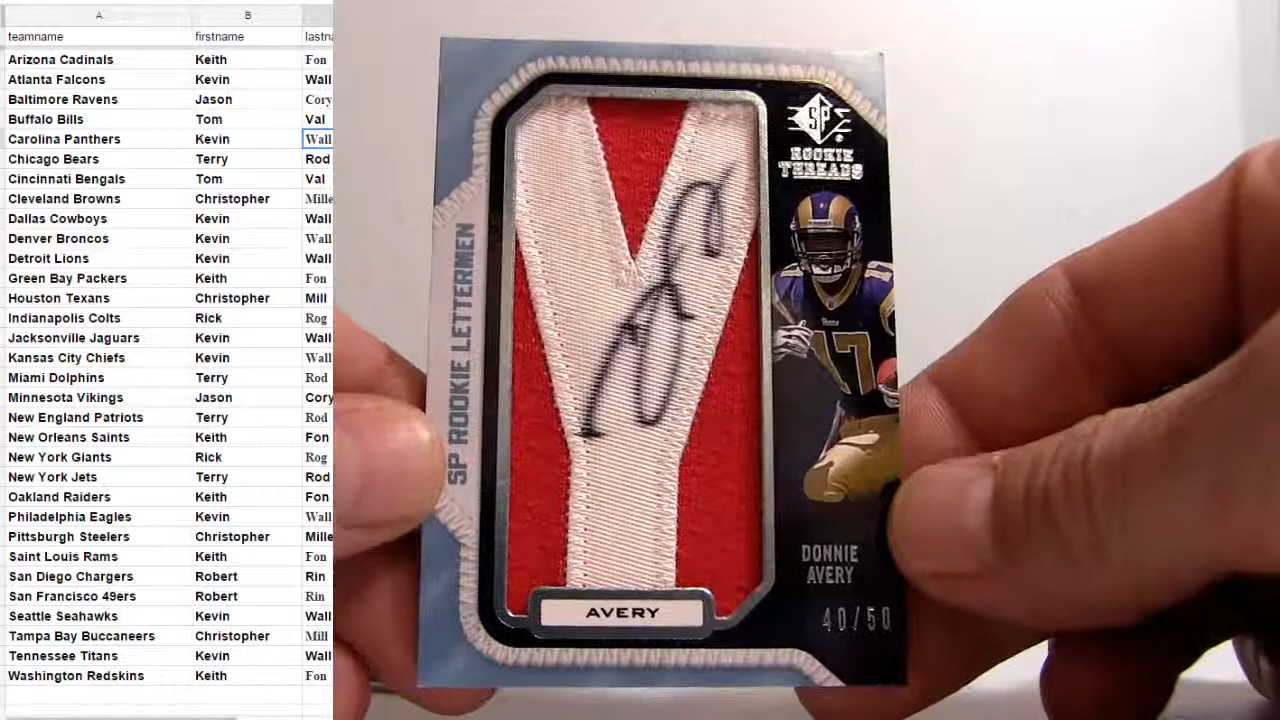 A B
teamname firstname lastn
Arizona Cadinals Keith Fon
Atlanta Falcons Kevin Wall
Baltimore Ravens Jason Cory
Buffalo Bills Tom Val
Carolina Panthers Kevin Wall
Chicago Bears Terry Rod
Cincinnati Bengals Tom Val
Cleveland Browns Christopher Mille
Dallas Cowboys Kevin Wall
Denver Broncos Kevin Wall
Detroit Lions Kevin Wall
Green Bay Packers Keith Fon
Houston Texans Christopher Mill
Indianapolis Colts Rick Rog
Jacksonville Jaguars Kevin Wall
Kansas City Chiefs Kevin Wall
Miami Dolphins Terry Rod
Minnesota Vikings Jason Cory
New England Patriots Terry Rod
New Orleans Saints Keith Fon
New York Giants Rick Rog
New York Jets Terry Rod
Oakland Raiders Keith Fon
Philadelphia Eagles Kevin Wall
Pittsburgh Steelers Christopher Mille
Saint Louis Rams Keith Fon
San Diego Chargers Robert Rin
San Francisco 49ers Robert Rin
Seattle Seahawks Kevin Wall
Tampa Bay Buccaneers Christopher Mill
Tennessee Titans Kevin Wall
Washington Redskins Keith Fon
SP ROOKIE LETTERMEN
Y
SP
ROOKIE
THREADS
Rams
17
DONNIE
AVERY
AVERY
40/50